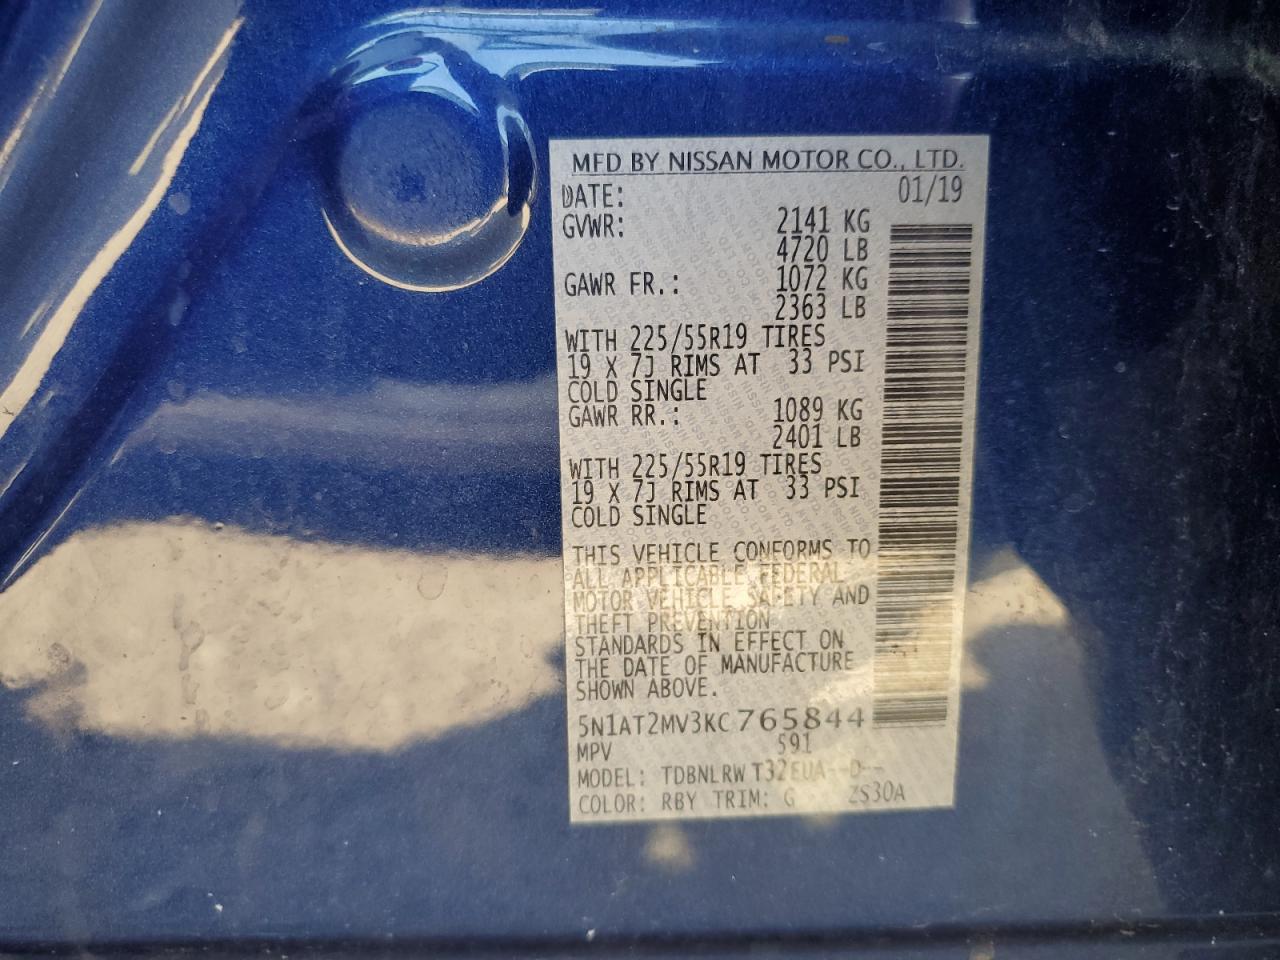 MFD BY NISSAN MOTOR CO., LTD.
DATE: 01/19
GVWR: 2141 KG
4720 LB
GAWR FR.: 1072 KG
2363 LB
WITH 225/55R19 TIRES
19 X 7J RIMS AT 33 PSI
COLD SINGLE
GAWR RR.: 1089 KG
2401 LB
WITH 225/55R19 TIRES
19 X 7J RIMS AT 33 PSI
COLD SINGLE
THIS VEHICLE CONFORMS TO
ALL APPLICABLE FEDERAL
MOTOR VEHICLE SAFETY AND
THEFT PREVENTION
STANDARDS IN EFFECT ON
THE DATE OF MANUFACTURE
SHOWN ABOVE.
5N1AT2MV3KC765844
MPV 591
MODEL: TDBNLRW T32EUA--D--
COLOR: RBY TRIM: G ZS30A